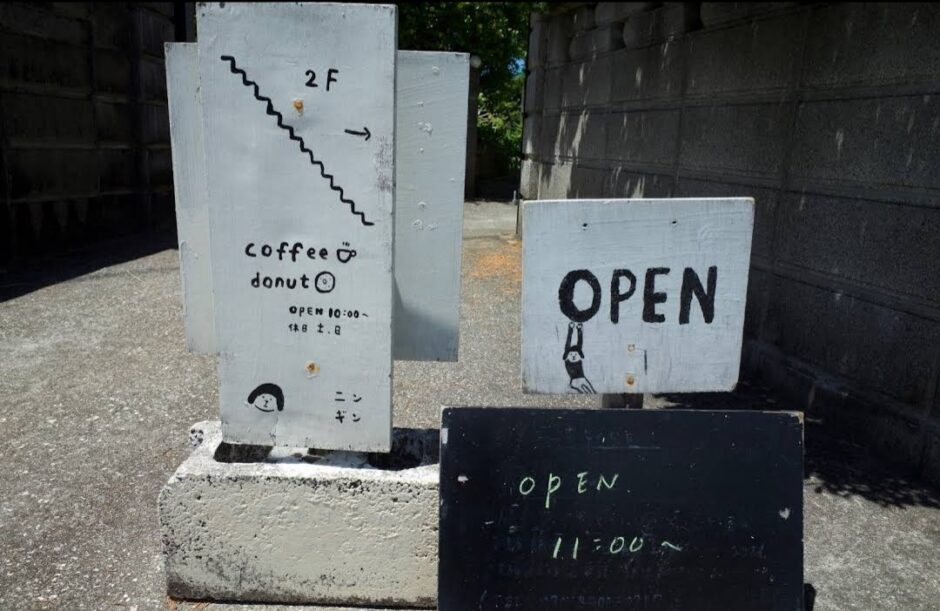 2F
→
coffee
donut
OPEN 10:00~
休日 土.日
ニン
ギン
OPEN
OPEN
11:00~